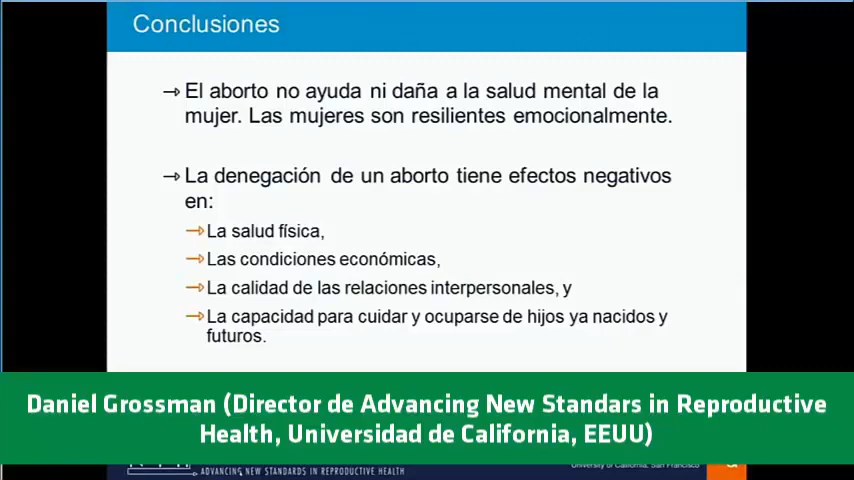 Conclusiones
El aborto no ayuda ni daña a la salud mental de la
mujer. Las mujeres son resilientes emocionalmente.
La denegación de un aborto tiene efectos negativos
en:
La salud física,
Las condiciones económicas,
La calidad de las relaciones interpersonales, y
La capacidad para cuidar y ocuparse de hijos ya nacidos y
futuros.
Daniel Grossman (Director de Advancing New Standars in Reproductive
Health, Universidad de California, EEUU)
ADVANCING NEW STANDARDS IN REPRODUCTIVE HEALTH
University of California, San Francisco